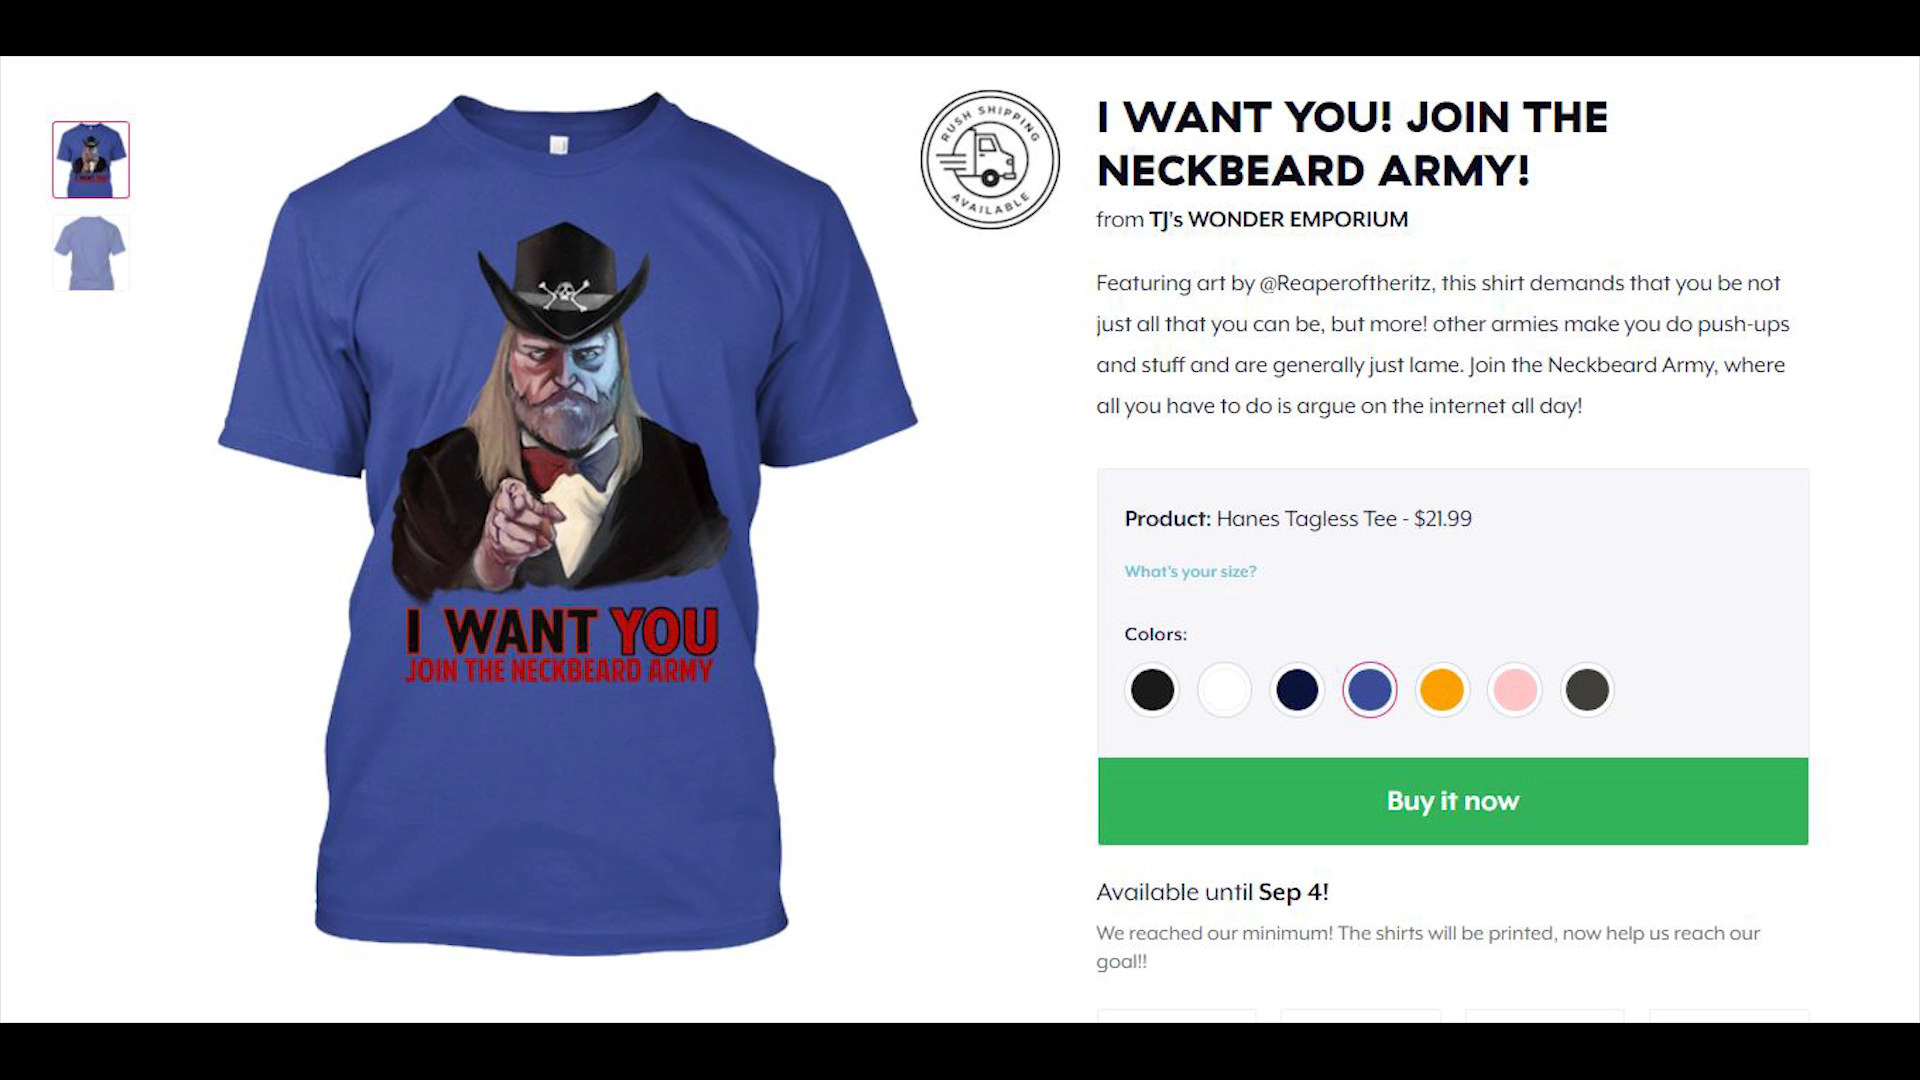 RUSH SHIPPING
AVAILABLE
I WANT YOU! JOIN THE
NECKBEARD ARMY!
from TJ's WONDER EMPORIUM
Featuring art by @Reaperoftheritz, this shirt demands that you be not
just all that you can be, but more! other armies make you do push-ups
and stuff and are generally just lame. Join the Neckbeard Army, where
all you have to do is argue on the internet all day!
I WANT YOU
JOIN THE NECKBEARD ARMY
Product: Hanes Tagless Tee - $21.99
What's your size?
Colors:
Buy it now
Available until Sep 4!
We reached our minimum! The shirts will be printed, now help us reach our
goal!!